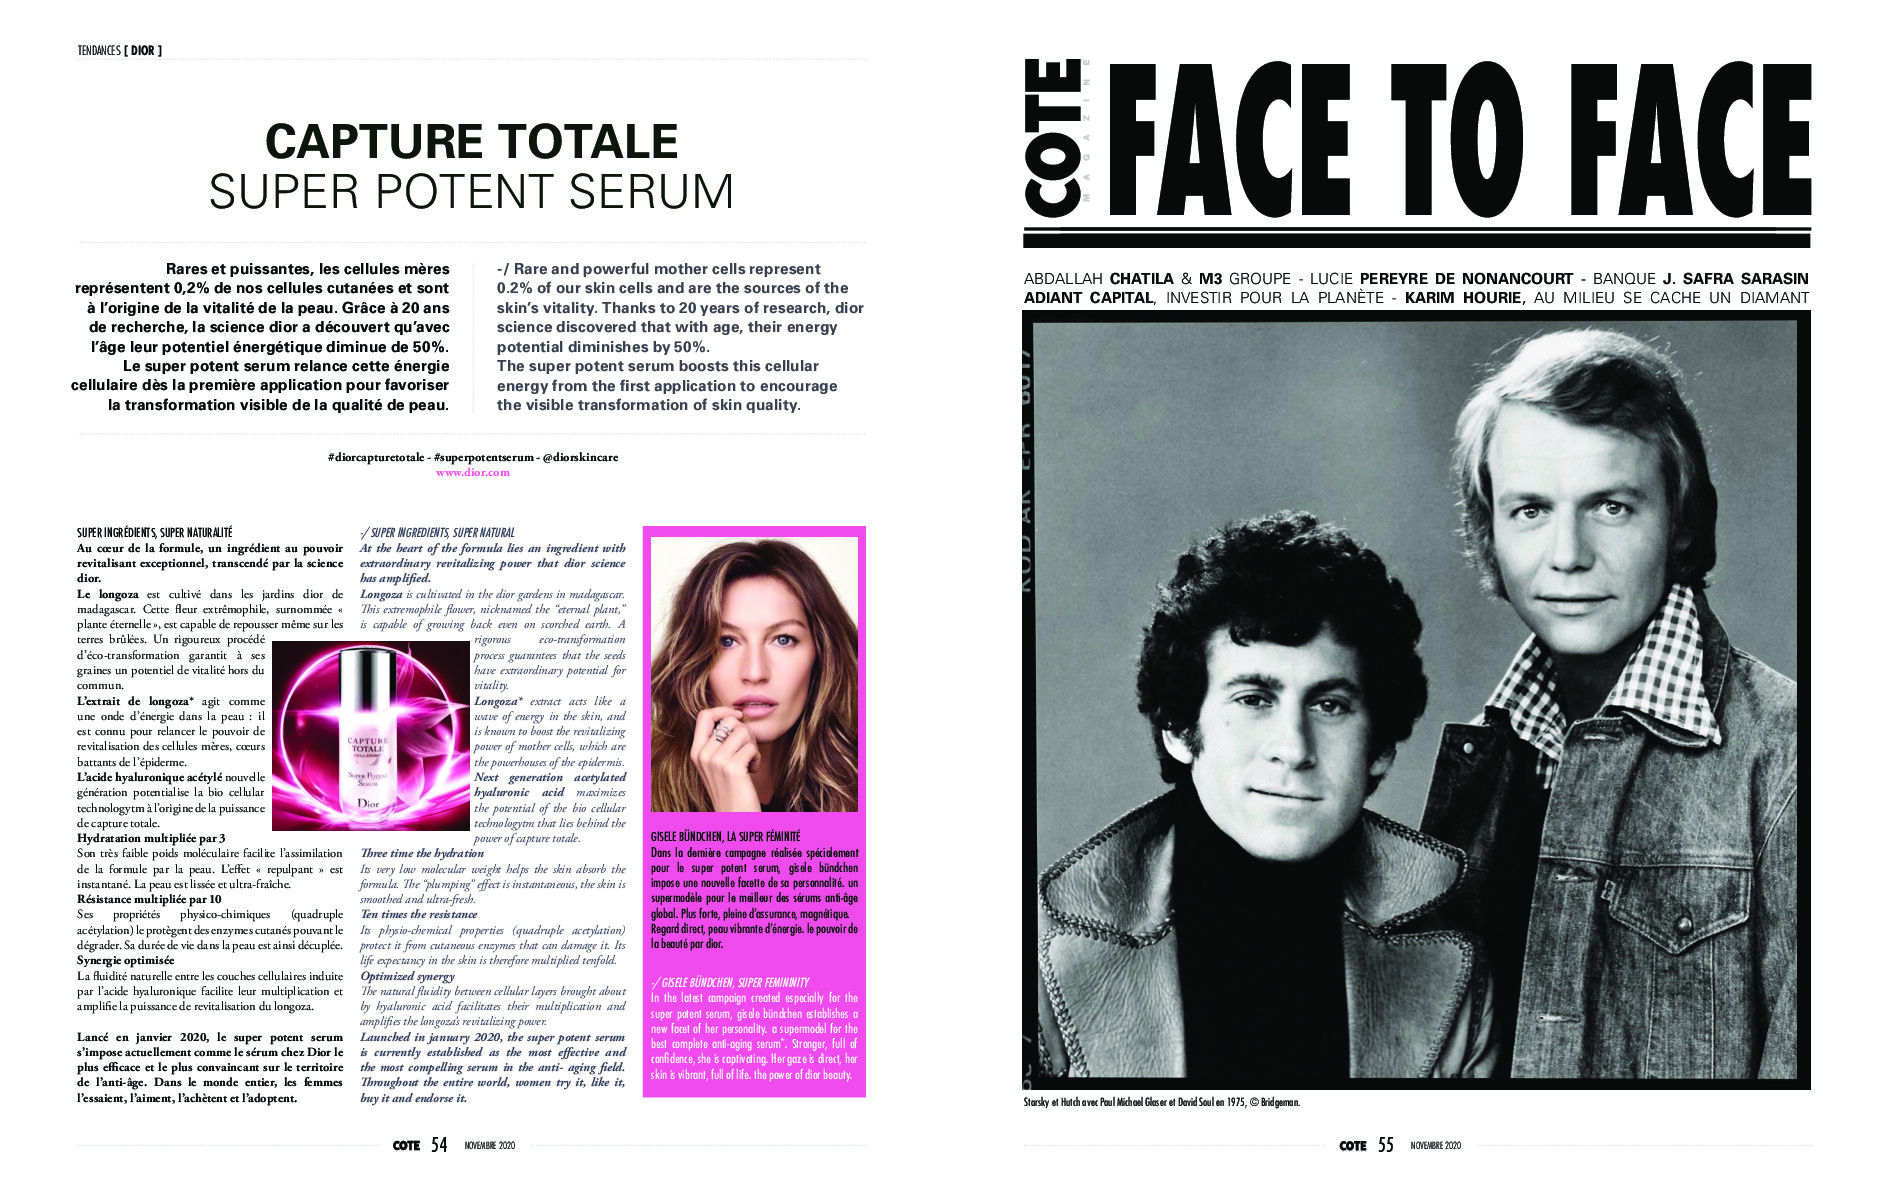 TENDANCES [ DIOR ]
CAPTURE TOTALE
SUPER POTENT SERUM
Rares et puissantes, les cellules mères
représentent 0,2% de nos cellules cutanées et sont
à l'origine de la vitalité de la peau. Grâce à 20 ans
de recherche, la science dior a découvert qu'avec
l'âge leur potentiel énergétique diminue de 50%.
Le super potent serum relance cette énergie
cellulaire dès la première application pour favoriser
la transformation visible de la qualité de peau.
-/ Rare and powerful mother cells represent
0.2% of our skin cells and are the sources of the
skin's vitality. Thanks to 20 years of research, dior
science discovered that with age, their energy
potential diminishes by 50%.
The super potent serum boosts this cellular
energy from the first application to encourage
the visible transformation of skin quality.
#diorcapturetotale - #superpotentserum - @diorskincare
www.dior.com
SUPER INGRÉDIENTS, SUPER NATURALITÉ
Au cœur de la formule, un ingrédient au pouvoir
revitalisant exceptionnel, transcendé par la science
dior.
Le longoza est cultivé dans les jardins dior de
madagascar. Cette fleur extrêmophile, surnommée «
plante éternelle », est capable de repousser même sur les
terres brûlées. Un rigoureux procédé
d'éco-transformation garantit à ses
graines un potentiel de vitalité hors du
commun.
L'extrait de longoza* agit comme
une onde d'énergie dans la peau : il
est connu pour relancer le pouvoir de
revitalisation des cellules mères, cœurs
battants de l'épiderme.
L'acide hyaluronique acétylé nouvelle
génération potentialise la bio cellular
technologytm à l'origine de la puissance
de capture totale.
Hydratation multipliée par 3
Son très faible poids moléculaire facilite l'assimilation
de la formule par la peau. L'effet « repulpant » est
instantané. La peau est lissée et ultra-fraîche.
Résistance multipliée par 10
Ses propriétés physico-chimiques (quadruple
acétylation) le protègent des enzymes cutanés pouvant le
dégrader. Sa durée de vie dans la peau est ainsi décuplée.
Synergie optimisée
La fluidité naturelle entre les couches cellulaires induite
par l'acide hyaluronique facilite leur multiplication et
amplifie la puissance de revitalisation du longoza.
Lancé en janvier 2020, le super potent serum
s'impose actuellement comme le sérum chez Dior le
plus efficace et le plus convaincant sur le territoire
de l'anti-âge. Dans le monde entier, les femmes
l'essaient, l'aiment, l'achètent et l'adoptent.
-/ SUPER INGREDIENTS, SUPER NATURAL
At the heart of the formula lies an ingredient with
extraordinary revitalizing power that dior science
has amplified.
Longoza is cultivated in the dior gardens in madagascar.
This extremophile flower, nicknamed the "eternal plant,"
is capable of growing back even on scorched earth. A
rigorous eco-transformation
process guarantees that the seeds
have extraordinary potential for
vitality.
Longoza* extract acts like a
wave of energy in the skin, and
is known to boost the revitalizing
power of mother cells, which are
the powerhouses of the epidermis.
Next generation acetylated
hyaluronic acid maximizes
the potential of the bio cellular
technologytm that lies behind the
power of capture totale.
Three time the hydration
Its very low molecular weight helps the skin absorb the
formula. The "plumping" effect is instantaneous, the skin is
smoothed and ultra-fresh.
Ten times the resistance
Its physio-chemical properties (quadruple acetylation)
protect it from cutaneous enzymes that can damage it. Its
life expectancy in the skin is therefore multiplied tenfold.
Optimized synergy
The natural fluidity between cellular layers brought about
by hyaluronic acid facilitates their multiplication and
amplifies the longoza's revitalizing power.
Launched in january 2020, the super potent serum
is currently established as the most effective and
the most compelling serum in the anti- aging field.
Throughout the entire world, women try it, like it,
buy it and endorse it.
CAPTURE
TOTALE
SUPER POTENT
SERUM
Dior
GISELE BÜNDCHEN, LA SUPER FÉMINITÉ
Dans la dernière campagne réalisée spécialement
pour le super potent serum, gisele bündchen
impose une nouvelle facette de sa personnalité. un
supermodèle pour le meilleur des sérums anti-âge
global. Plus forte, pleine d'assurance, magnétique.
Regard direct, peau vibrante d'énergie. le pouvoir de
la beauté par dior.
-/ GISELE BÜNDCHEN, SUPER FEMININITY
In the latest campaign created especially for the
super potent serum, gisele bündchen establishes a
new facet of her personality. a supermodel for the
best complete anti-aging serum". Stronger, full of
confidence, she is captivating. Her gaze is direct, her
skin is vibrant, full of life. the power of dior beauty.
COTE 54 NOVEMBRE 2020
COTE
MAGAZINE
FACE TO FACE
ABDALLAH CHATILA & M3 GROUPE - LUCIE PEREYRE DE NONANCOURT - BANQUE J. SAFRA SARASIN
ADIANT CAPITAL, INVESTIR POUR LA PLANÈTE - KARIM HOURIE, AU MILIEU SE CACHE UN DIAMANT
Starsky et Hutch avec Paul Michael Glaser et David Soul en 1975, © Bridgeman.
COTE 55 NOVEMBRE 2020